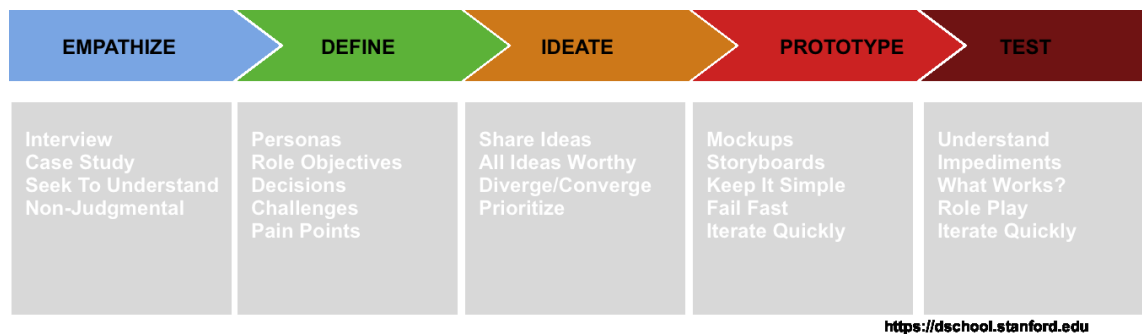 EMPATHIZE
DEFINE
IDEATE
PROTOTYPE
TEST
Interview
Case Study
Seek To Understand
Non-Judgmental
Personas
Role Objectives
Decisions
Challenges
Pain Points
Share Ideas
All Ideas Worthy
Diverge/Converge
Prioritize
Mockups
Storyboards
Keep It Simple
Fail Fast
Iterate Quickly
Understand
Impediments
What Works?
Role Play
Iterate Quickly
https://dschool.stanford.edu